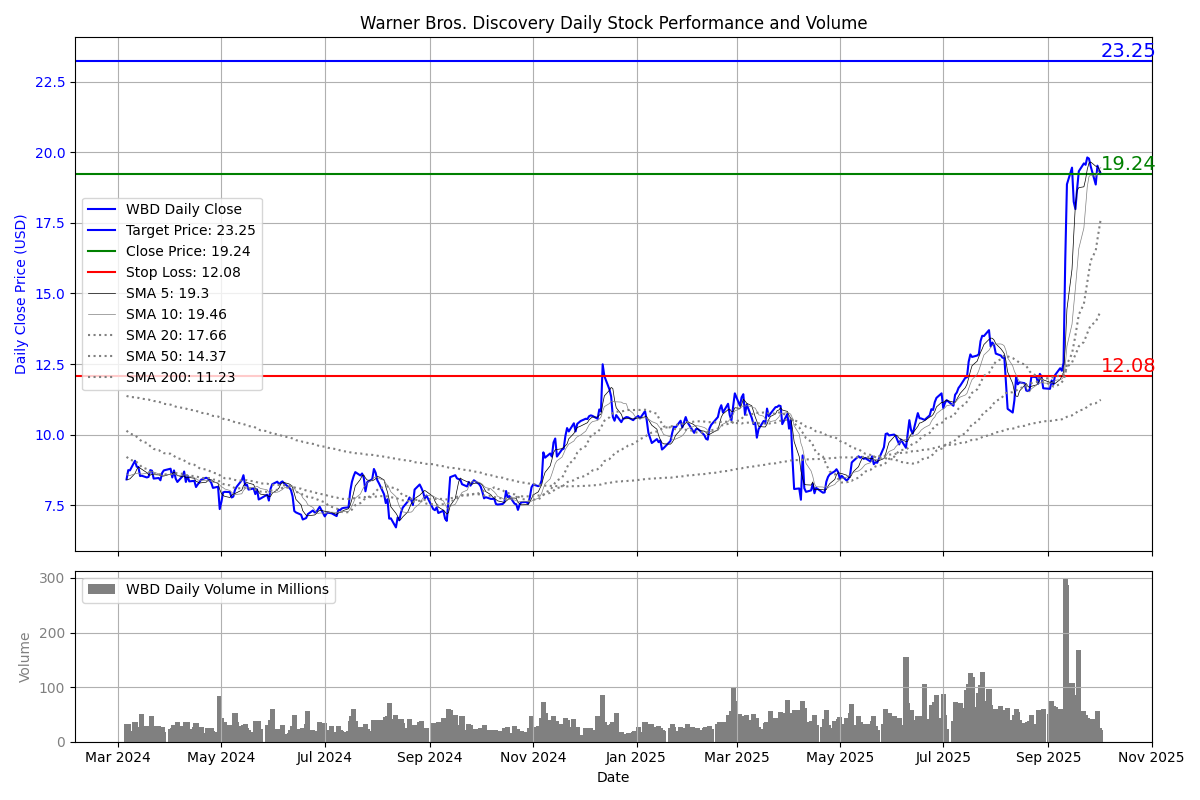 Warner Bros. Discovery Daily Stock Performance and Volume
23.25
22.5
20.0
19.24
17.5
15.0
12.5
12.08
10.0
7.5
Daily Close Price (USD)
WBD Daily Close
Target Price: 23.25
Close Price: 19.24
Stop Loss: 12.08
SMA 5: 19.3
SMA 10: 19.46
SMA 20: 17.66
SMA 50: 14.37
SMA 200: 11.23
300
200
100
0
Volume
WBD Daily Volume in Millions
Mar 2024 May 2024 Jul 2024 Sep 2024 Nov 2024 Jan 2025 Mar 2025 May 2025 Jul 2025 Sep 2025 Nov 2025
Date